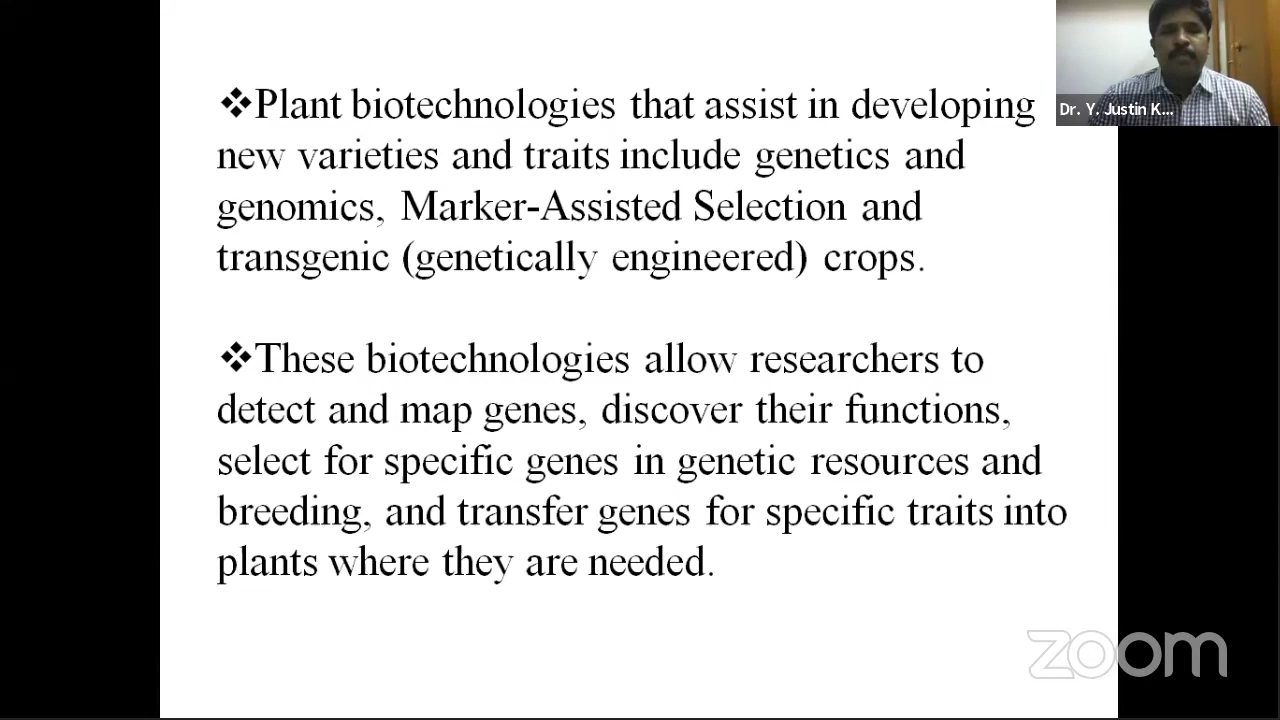 ❖Plant biotechnologies that assist in developing
new varieties and traits include genetics and
genomics, Marker-Assisted Selection and
transgenic (genetically engineered) crops.
❖These biotechnologies allow researchers to
detect and map genes, discover their functions,
select for specific genes in genetic resources and
breeding, and transfer genes for specific traits into
plants where they are needed.
Dr. Y. Justin K...
zoom